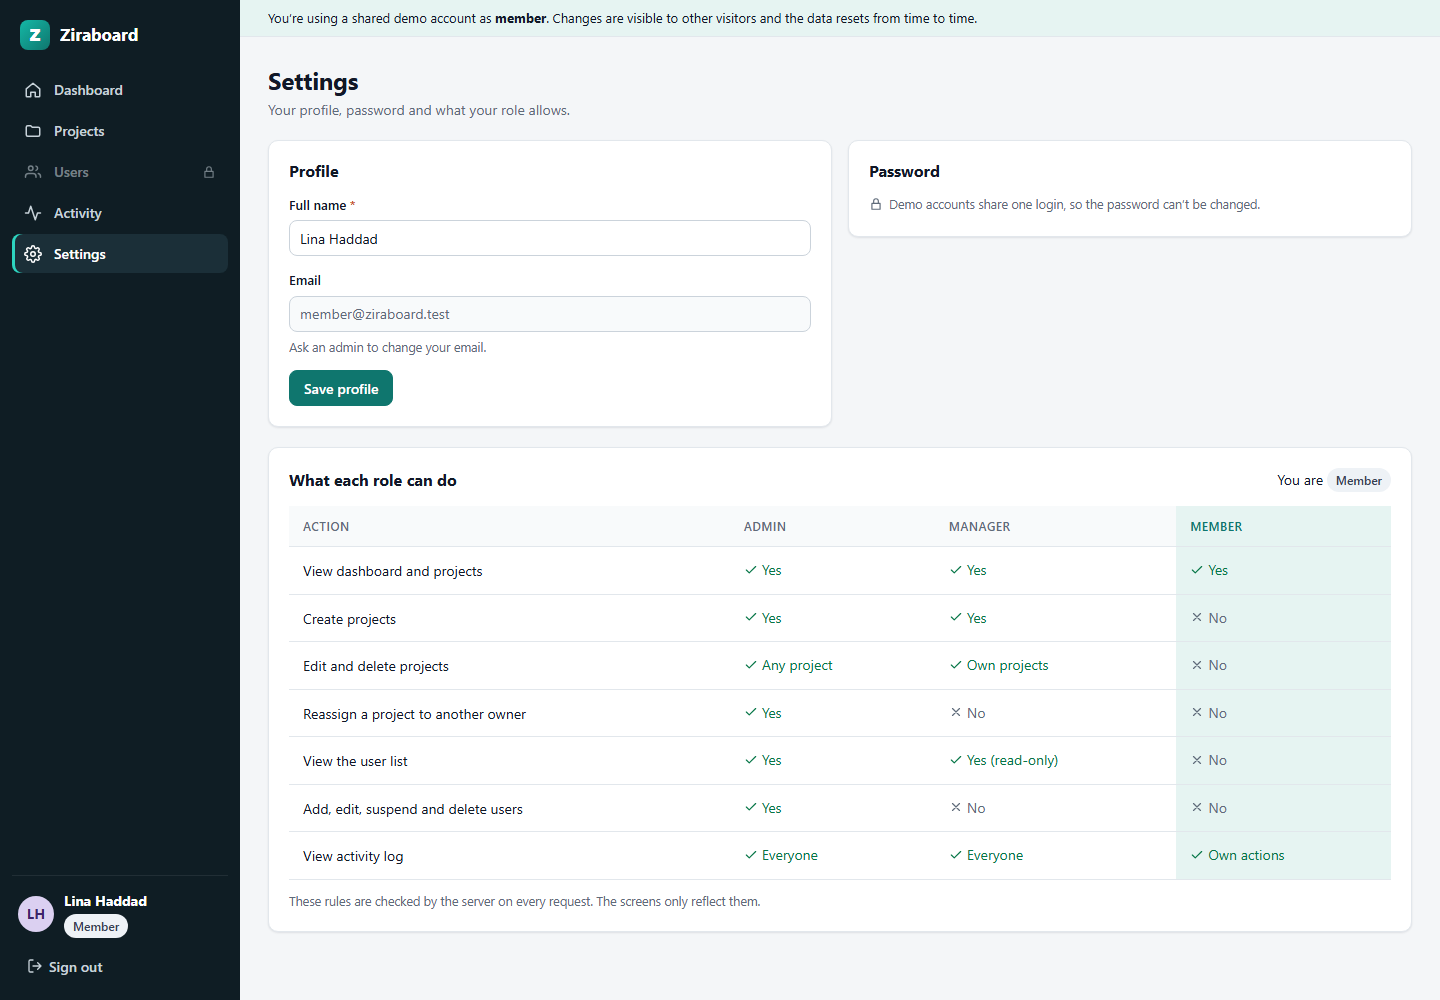 Z Ziraboard
Dashboard
Projects
Users
Activity
Settings
You're using a shared demo account as member. Changes are visible to other visitors and the data resets from time to time.
Settings
Your profile, password and what your role allows.
Profile
Full name *
Lina Haddad
Email
member@ziraboard.test
Ask an admin to change your email.
Save profile
Password
Demo accounts share one login, so the password can't be changed.
What each role can do
You are Member
ACTION ADMIN MANAGER MEMBER
View dashboard and projects Yes Yes Yes
Create projects Yes Yes No
Edit and delete projects Any project Own projects No
Reassign a project to another owner Yes No No
View the user list Yes Yes (read-only) No
Add, edit, suspend and delete users Yes No No
View activity log Everyone Everyone Own actions
These rules are checked by the server on every request. The screens only reflect them.
LH Lina Haddad
Member
Sign out